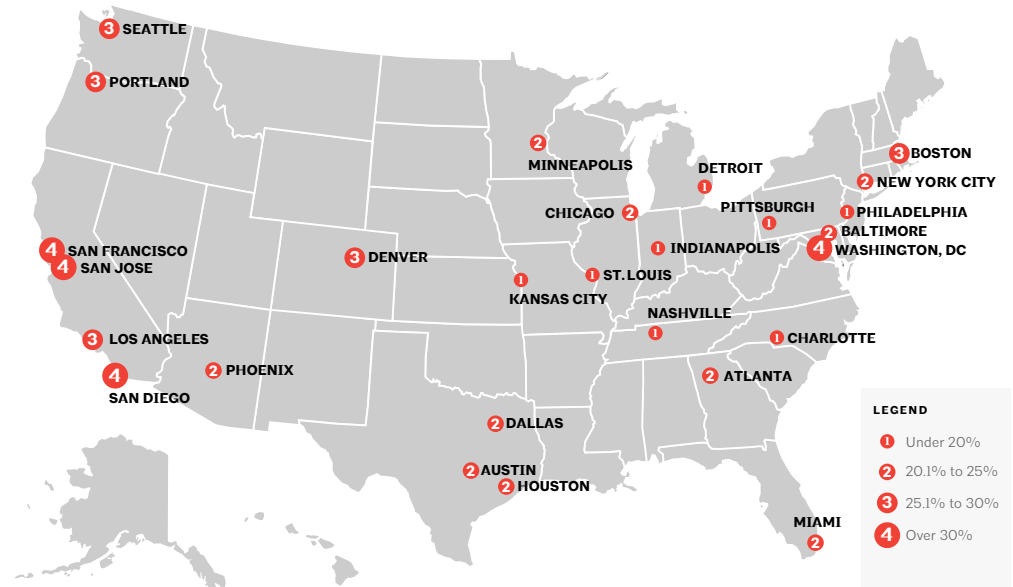 3 SEATTLE
3 PORTLAND
2
MINNEAPOLIS
DETROIT
1
3 BOSTON
2 NEW YORK CITY
CHICAGO 2
PITTSBURGH
1
1 PHILADELPHIA
2 BALTIMORE
4 WASHINGTON, DC
4 SAN FRANCISCO
4 SAN JOSE
3 DENVER
1 INDIANAPOLIS
1
KANSAS CITY
1 ST. LOUIS
NASHVILLE
1
1 CHARLOTTE
3 LOS ANGELES
4
SAN DIEGO
2 PHOENIX
2 ATLANTA
2 DALLAS
2 AUSTIN
2 HOUSTON
MIAMI
2
LEGEND
1 Under 20%
2 20.1% to 25%
3 25.1% to 30%
4 Over 30%